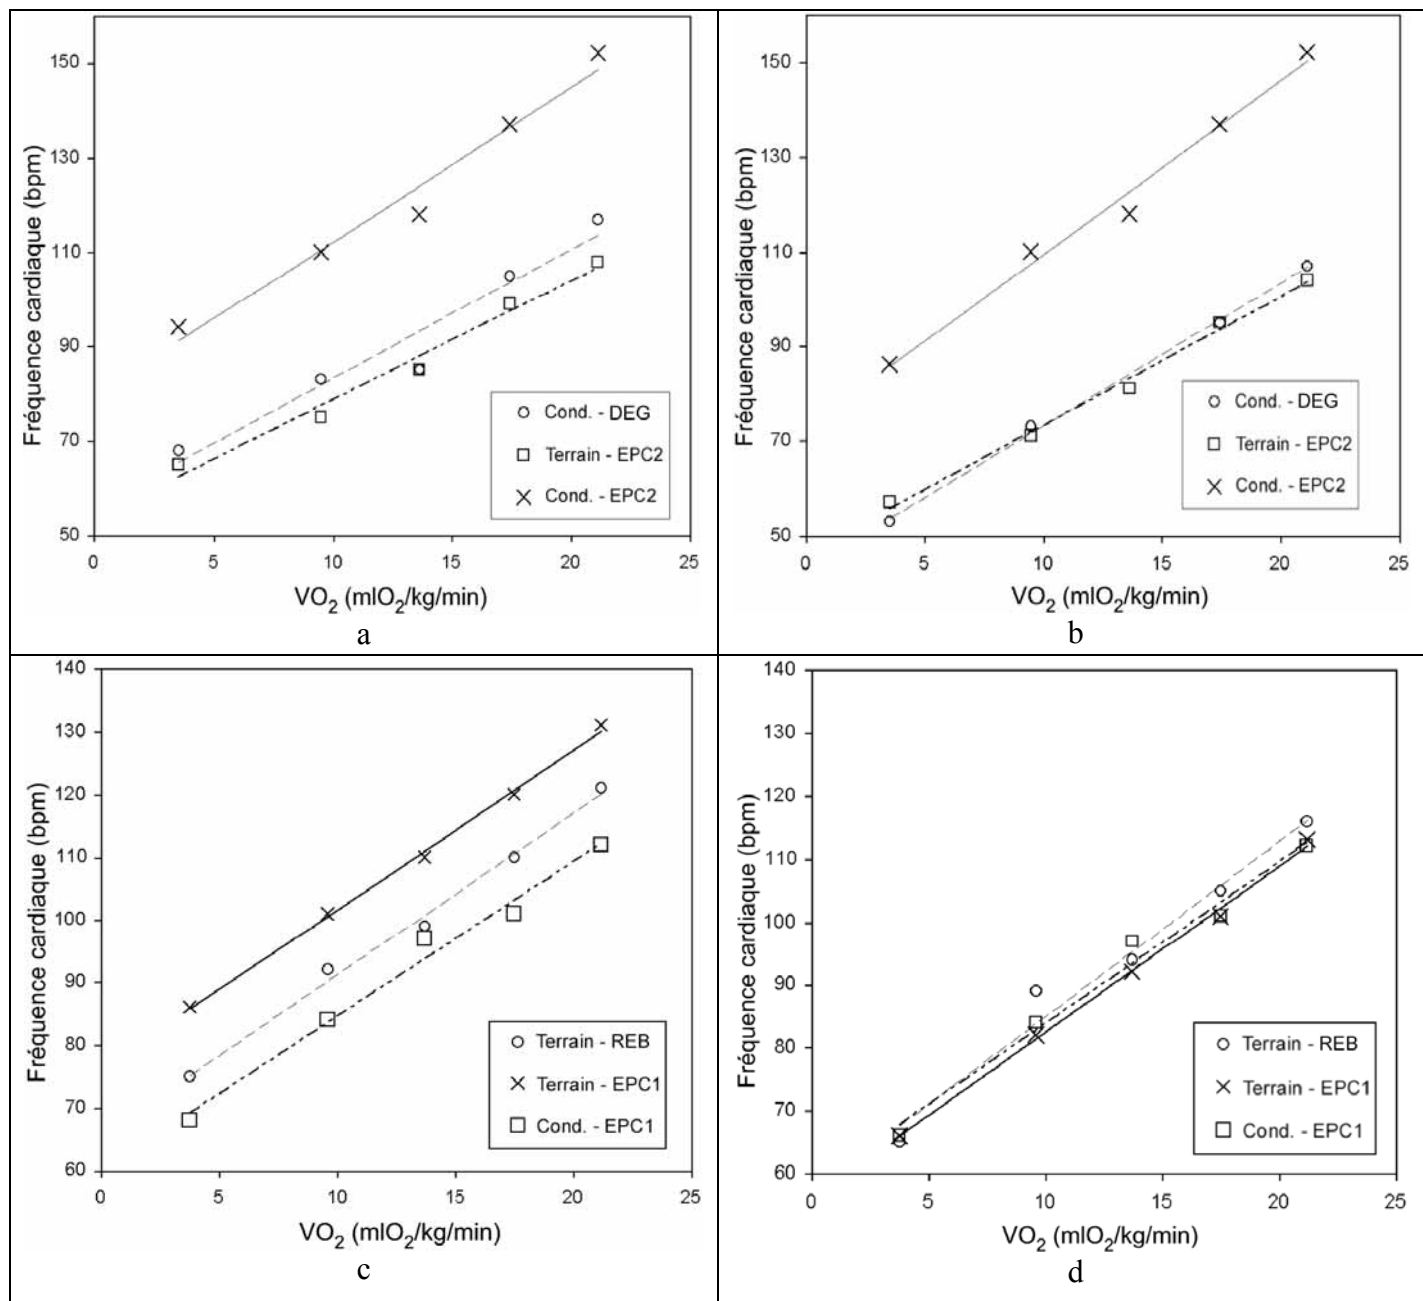 150
130
110
90
70
50
0
5
10
15
20
25
Fréquence cardiaque (bpm)
VO2 (mlO2/kg/min)
Cond. - DEG
Terrain - EPC2
Cond. - EPC2
a
150
130
110
90
70
50
0
5
10
15
20
25
Fréquence cardiaque (bpm)
VO2 (mlO2/kg/min)
Cond. - DEG
Terrain - EPC2
Cond. - EPC2
b
140
130
120
110
100
90
80
70
60
0
5
10
15
20
25
Fréquence cardiaque (bpm)
VO2 (mlO2/kg/min)
Terrain - REB
Terrain - EPC1
Cond. - EPC1
c
140
130
120
110
100
90
80
70
60
0
5
10
15
20
25
Fréquence cardiaque (bpm)
VO2 (mlO2/kg/min)
Terrain - REB
Terrain - EPC1
Cond. - EPC1
d